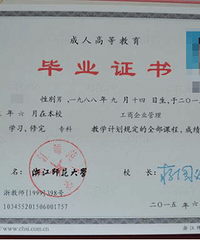 成人高等教育
毕业证书
性别男，一九八八年九月十四日生，于二〇一
年 六 月在本校 工商企业管理
学习，修完 专科 教学计划规定的全部课程，成绩
浙江师范大学 校 长：
浙教师[1999]398号
103455201506001757 二〇一五年六